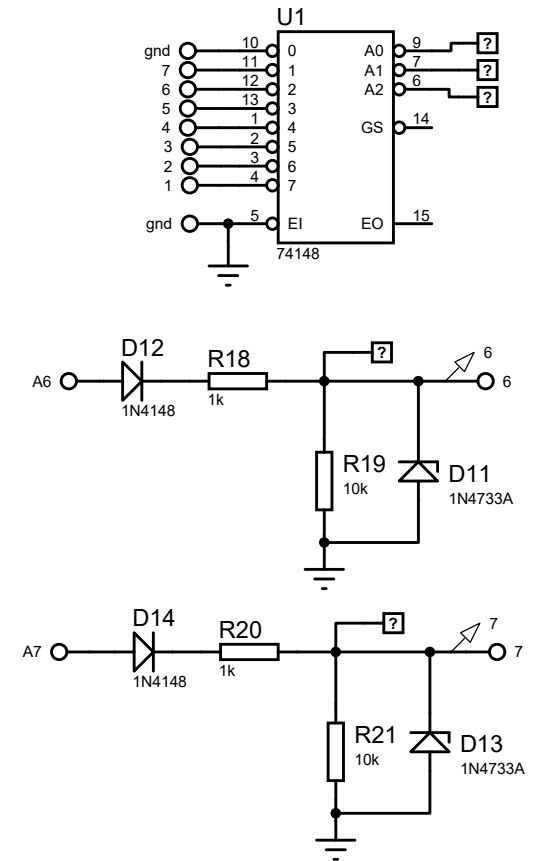 U1
gnd 10 0 A0 9 ?
7 11 1 A1 7 ?
6 12 2 A2 6 ?
5 13 3
4 1 4 GS 14
3 2 5
2 3 6
1 4 7
gnd 5 EI EO 15
74148
D12
R18
? 6
A6 6
1N4148
1k
R19
10k
D11
1N4733A
D14
R20
? 7
A7 7
1N4148
1k
R21
10k
D13
1N4733A